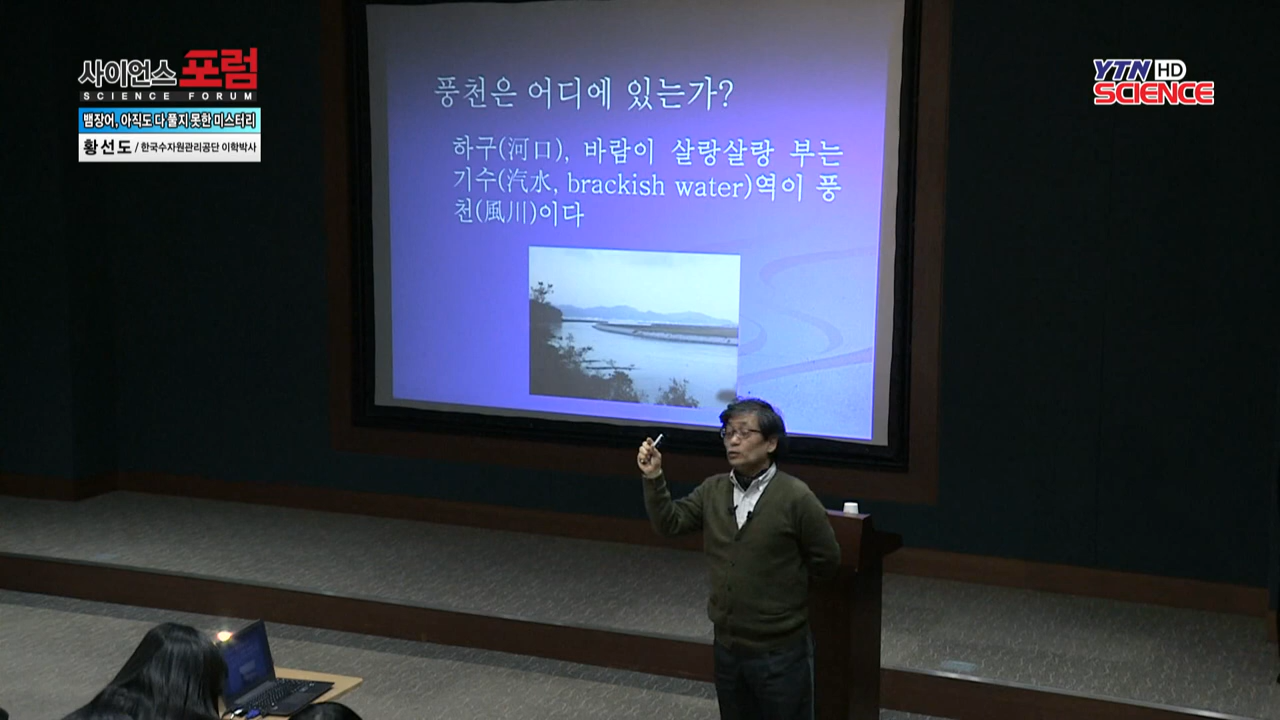 사이언스 포럼
SCIENCE FORUM
뱀장어, 아직도 다 풀지 못한 미스터리
황선도 / 한국수자원관리공단 이학박사
YTN HD
SCIENCE
풍천은 어디에 있는가?
하구(河口), 바람이 살랑살랑 부는
기수(汽水, brackish water)역이 풍
천(風川)이다